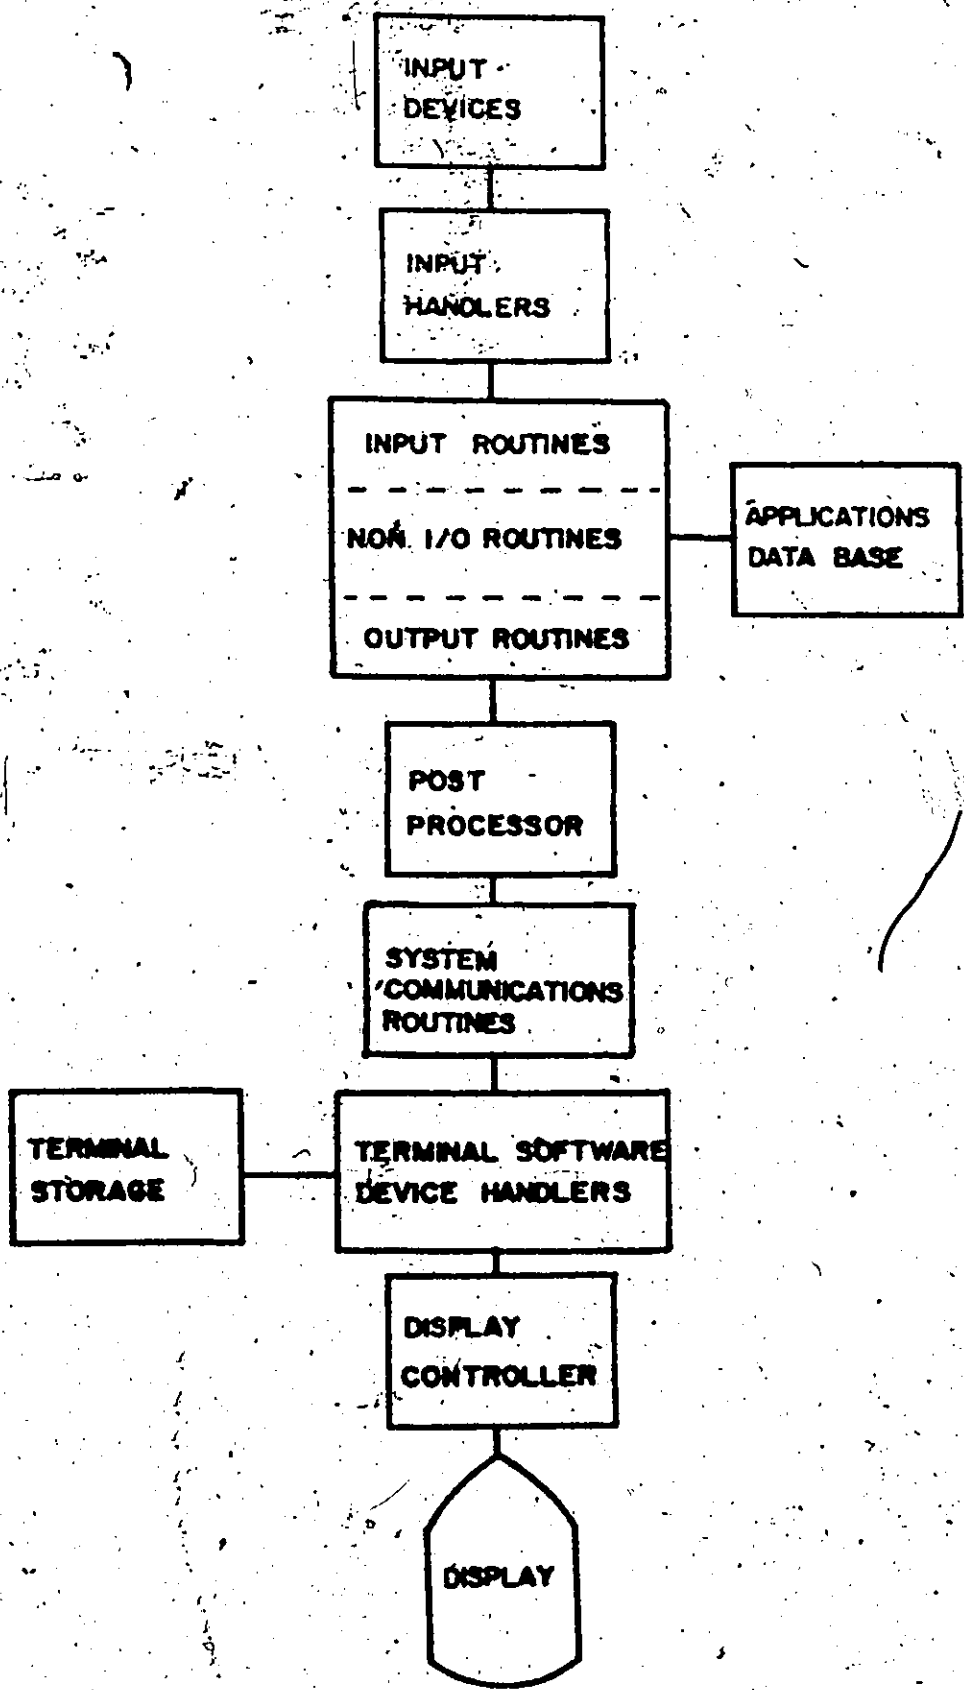 INPUT
DEVICES
INPUT
HANDLERS
INPUT ROUTINES
NON I/O ROUTINES
OUTPUT ROUTINES
APPLICATIONS
DATA BASE
POST
PROCESSOR
SYSTEM
COMMUNICATIONS
ROUTINES
TERMINAL
STORAGE
TERMINAL SOFTWARE
DEVICE HANDLERS
DISPLAY
CONTROLLER
DISPLAY